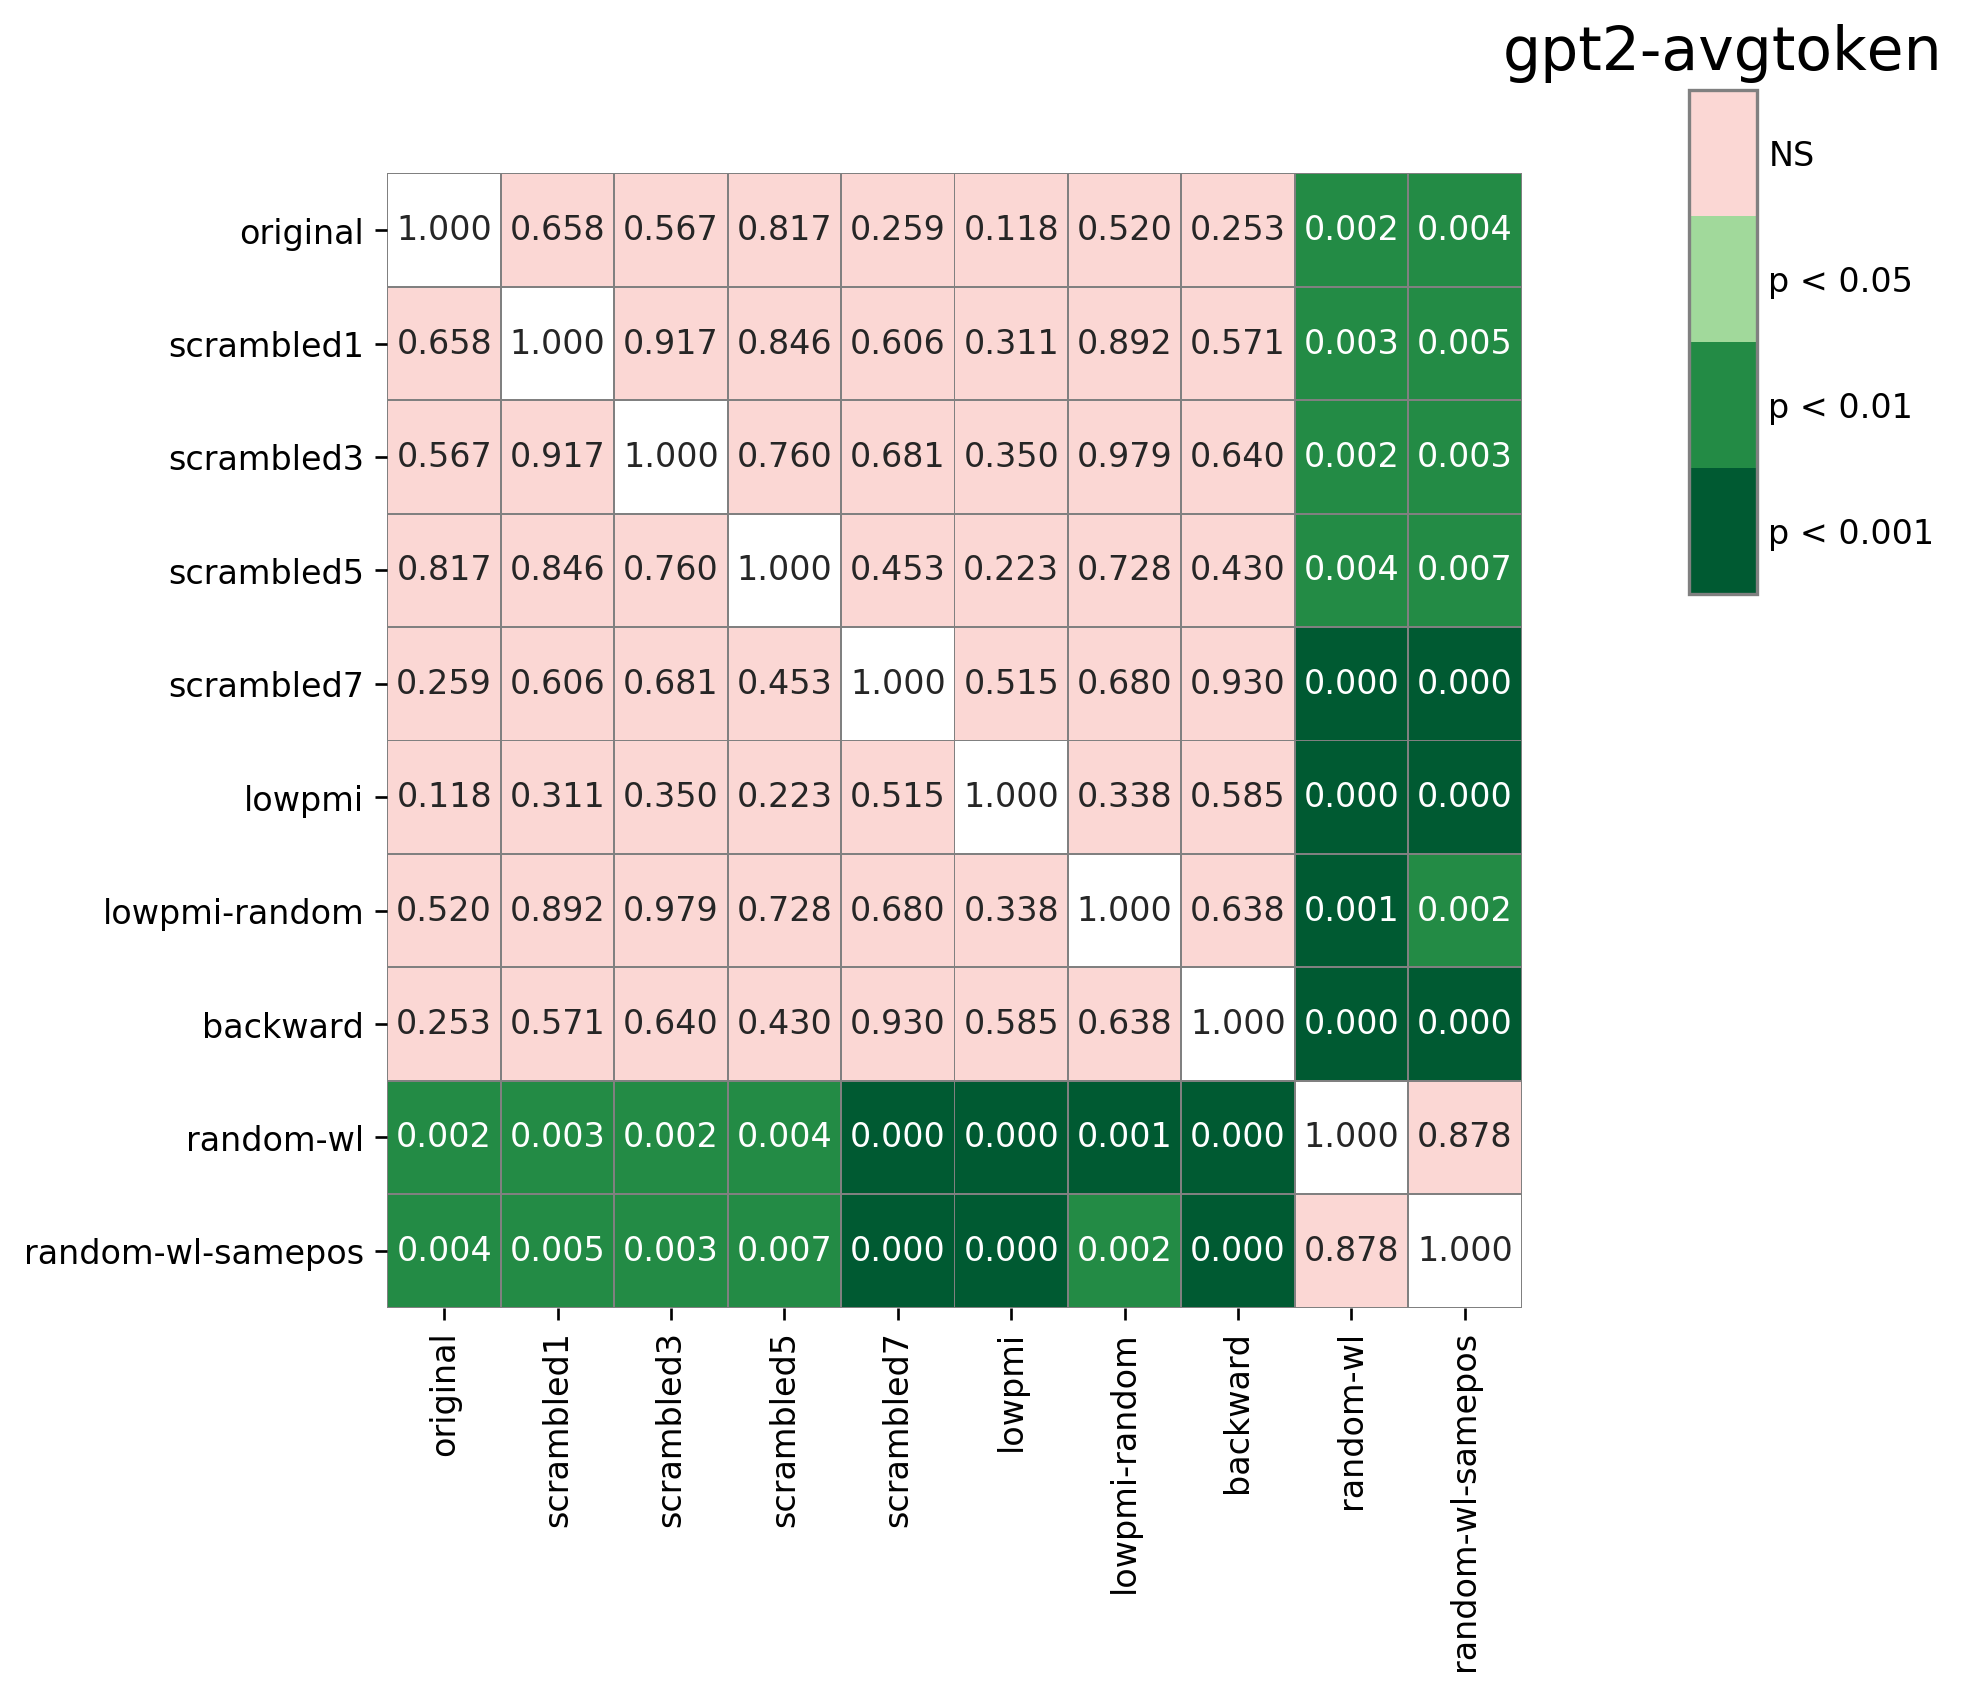 gpt2-avgtoken
NS
p < 0.05
p < 0.01
p < 0.001
original 1.000 0.658 0.567 0.817 0.259 0.118 0.520 0.253 0.002 0.004
scrambled1 0.658 1.000 0.917 0.846 0.606 0.311 0.892 0.571 0.003 0.005
scrambled3 0.567 0.917 1.000 0.760 0.681 0.350 0.979 0.640 0.002 0.003
scrambled5 0.817 0.846 0.760 1.000 0.453 0.223 0.728 0.430 0.004 0.007
scrambled7 0.259 0.606 0.681 0.453 1.000 0.515 0.680 0.930 0.000 0.000
lowpmi 0.118 0.311 0.350 0.223 0.515 1.000 0.338 0.585 0.000 0.000
lowpmi-random 0.520 0.892 0.979 0.728 0.680 0.338 1.000 0.638 0.001 0.002
backward 0.253 0.571 0.640 0.430 0.930 0.585 0.638 1.000 0.000 0.000
random-wl 0.002 0.003 0.002 0.004 0.000 0.000 0.001 0.000 1.000 0.878
random-wl-samepos 0.004 0.005 0.003 0.007 0.000 0.000 0.002 0.000 0.878 1.000
original
scrambled1
scrambled3
scrambled5
scrambled7
lowpmi
lowpmi-random
backward
random-wl
random-wl-samepos